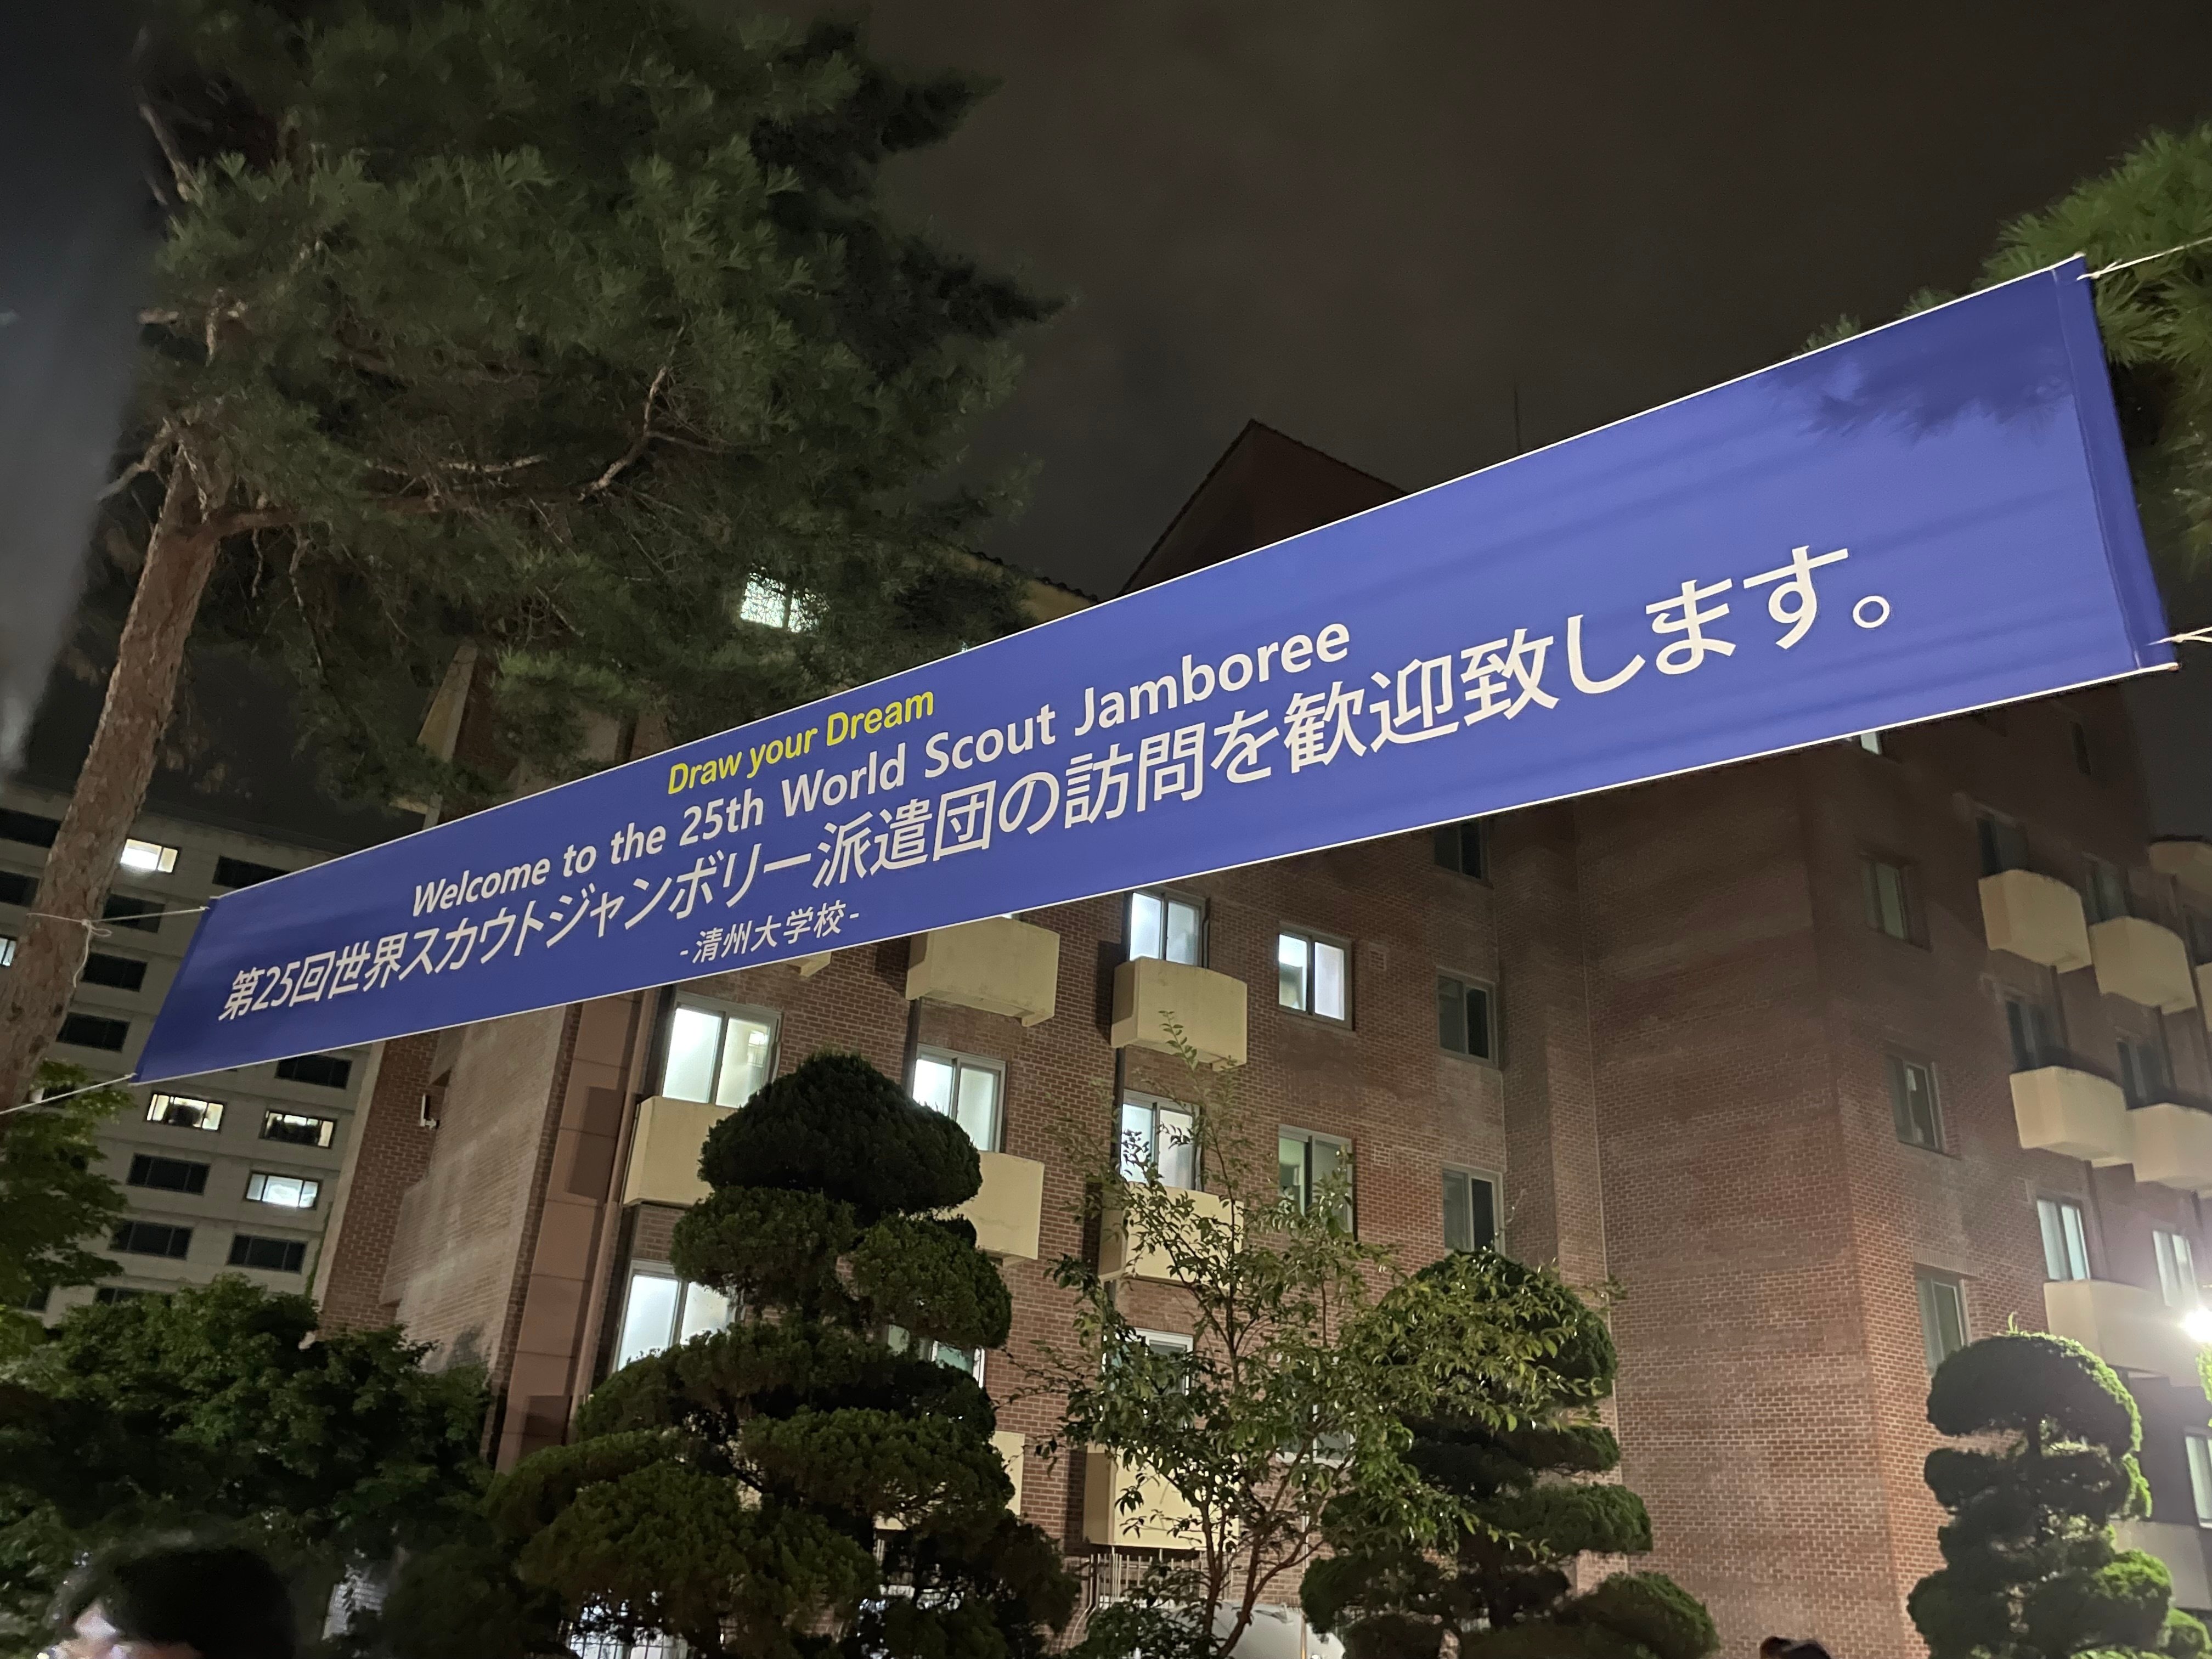 Draw your Dream
Welcome to the 25th World Scout Jamboree
第25回世界スカウトジャンボリー派遣団の訪問を歓迎致します。
-清州大学校-